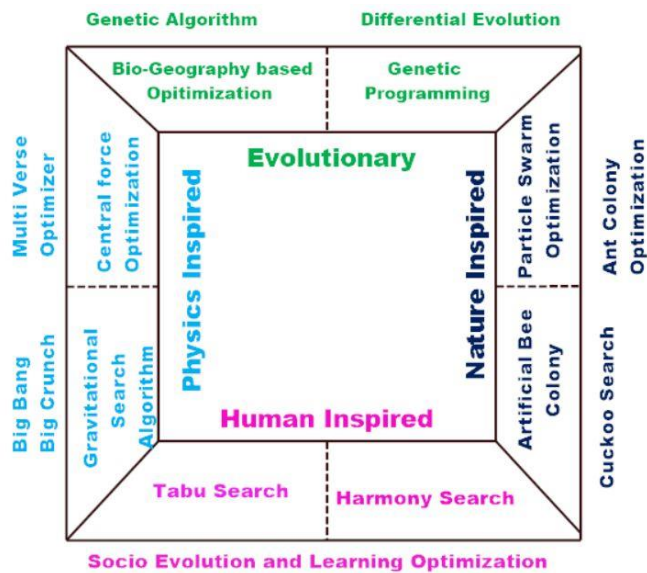 Genetic Algorithm
Differential Evolution
Bio-Geography based
Opitimization
Genetic
Programming
Evolutionary
Multi Verse
Optimizer
Central force
Optimization
Physics Inspired
Big Bang
Big Crunch
Gravitational
Search
Algorithm
Nature Inspired
Particle Swarm
Optimization
Ant Colony
Optimization
Artificial Bee
Colony
Cuckoo Search
Human Inspired
Tabu Search
Harmony Search
Socio Evolution and Learning Optimization